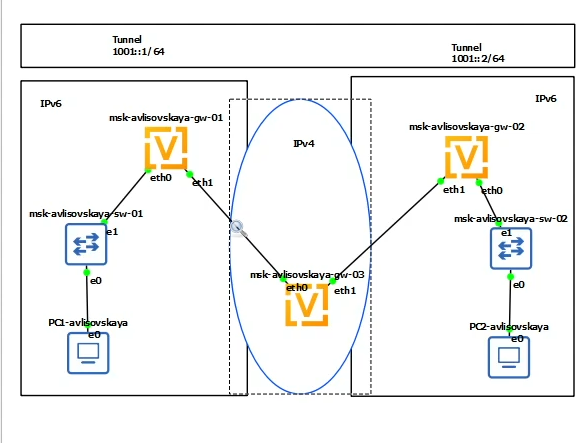 Tunnel
1001::1/64
Tunnel
1001::2/64
IPv6
IPv6
msk-avlisovskaya-gw-01
msk-avlisovskaya-gw-02
IPv4
V
V
eth0
eth1
eth1
eth0
msk-avlisovskaya-sw-01
msk-avlisovskaya-sw-02
e1
e1
msk-avlisovskaya-gw-03
eth0
eth1
V
e0
e0
PC1-avlisovskaya
e0
PC2-avlisovskaya
e0